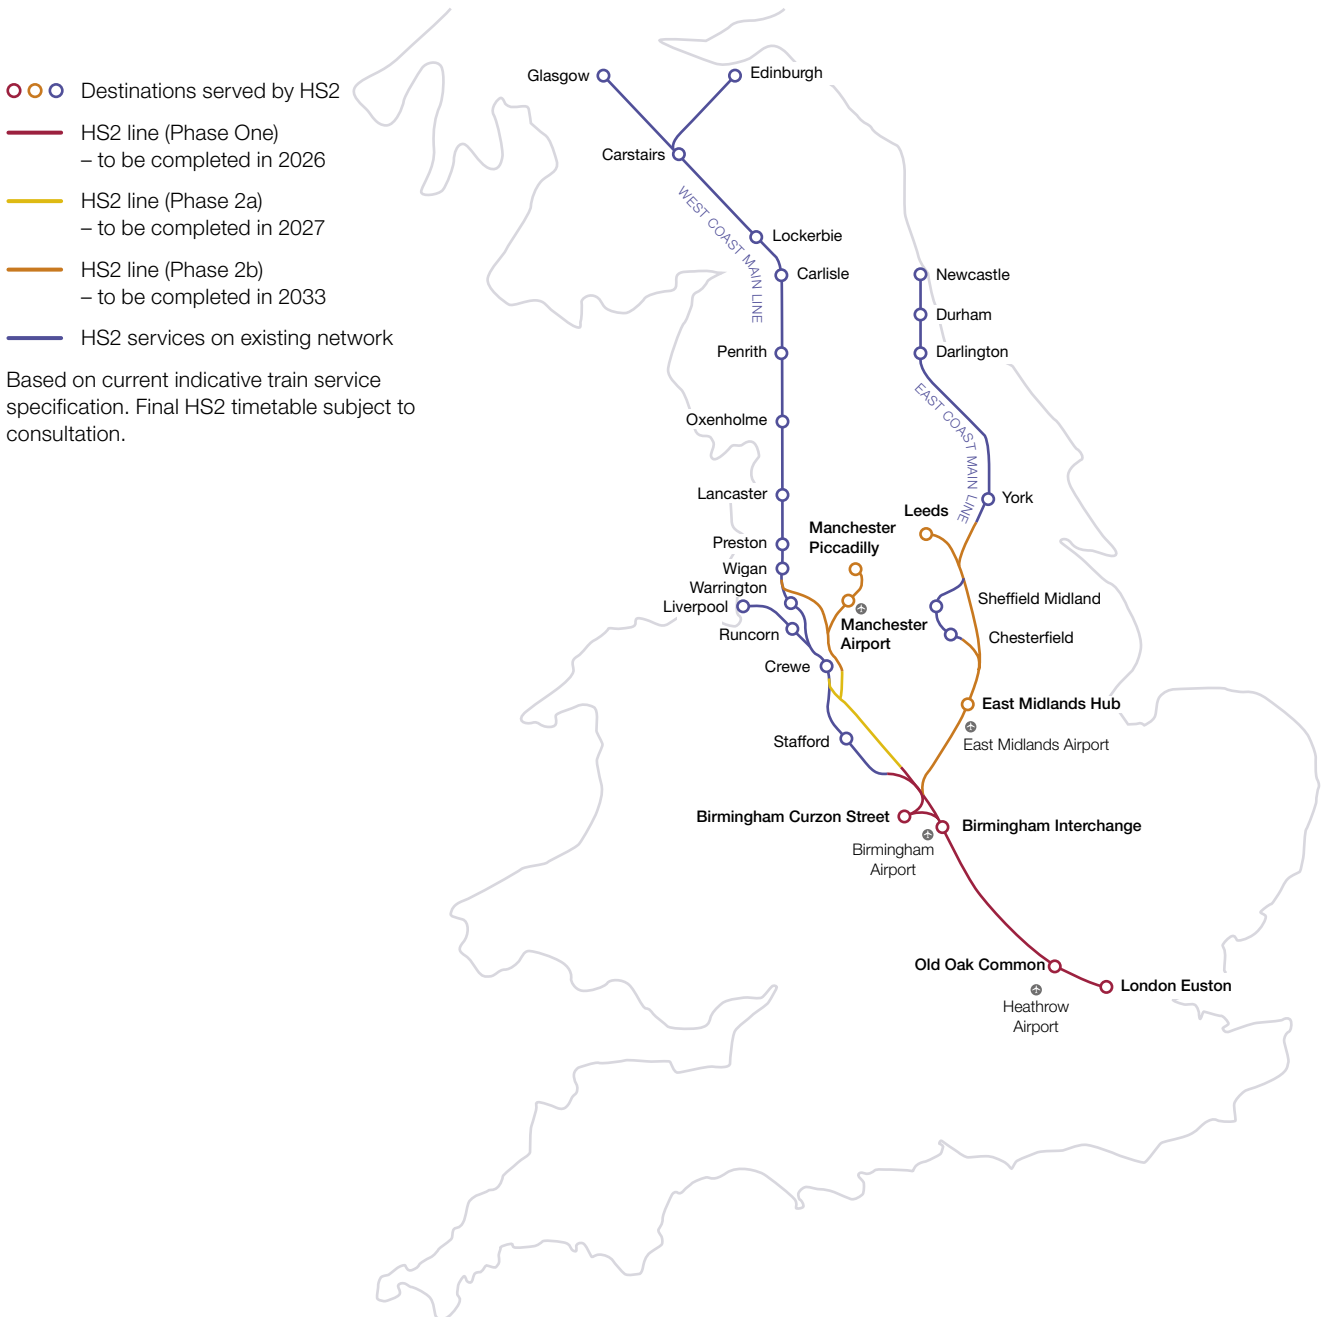 Destinations served by HS2
HS2 line (Phase One)
– to be completed in 2026
HS2 line (Phase 2a)
– to be completed in 2027
HS2 line (Phase 2b)
– to be completed in 2033
HS2 services on existing network
Based on current indicative train service
specification. Final HS2 timetable subject to
consultation.
Glasgow
Edinburgh
Carstairs
WEST COAST MAIN LINE
Lockerbie
Carlisle
Newcastle
Durham
Penrith
Darlington
EAST COAST MAIN LINE
Oxenholme
Lancaster
York
Leeds
Manchester
Piccadilly
Preston
Wigan
Warrington
Liverpool
Runcorn
Manchester
Airport
Sheffield Midland
Chesterfield
Crewe
East Midlands Hub
East Midlands Airport
Stafford
Birmingham Curzon Street
Birmingham Interchange
Birmingham
Airport
Old Oak Common
London Euston
Heathrow
Airport